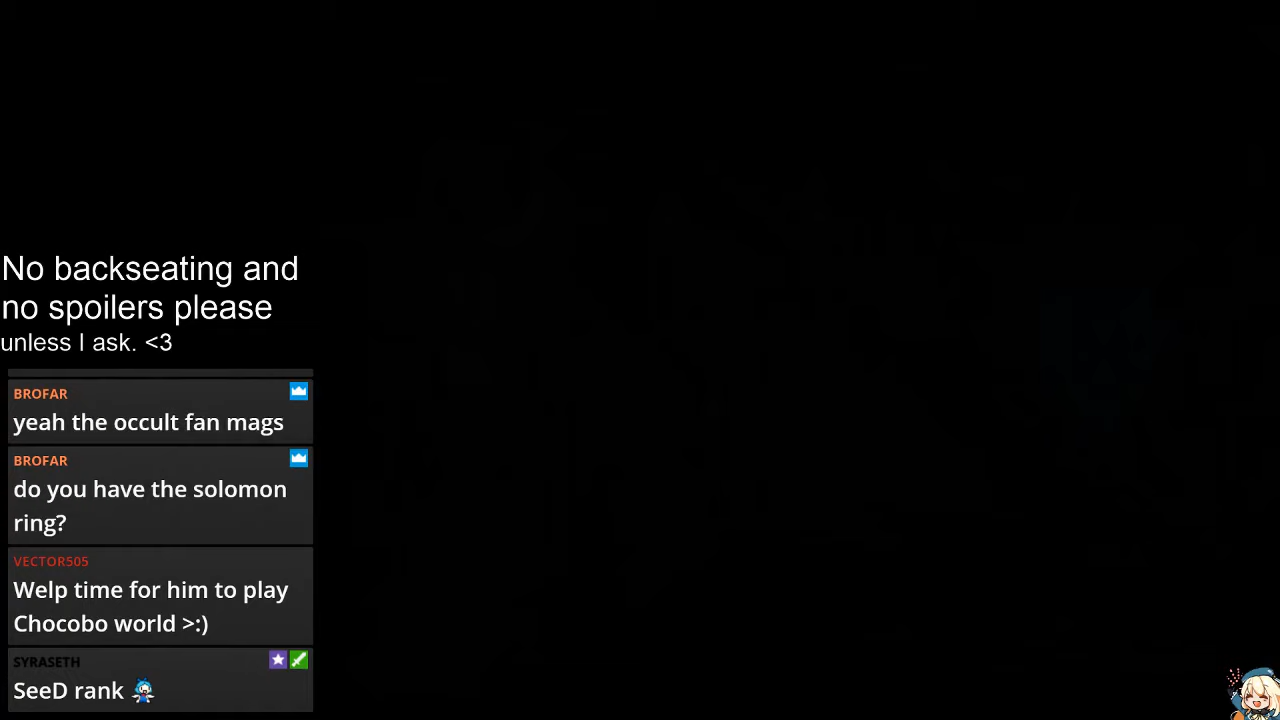 No backseating and
no spoilers please
unless I ask. <3
BROFAR
yeah the occult fan mags
BROFAR
do you have the solomon
ring?
VECTOR505
Welp time for him to play
Chocobo world >:)
SYRASETH
SeeD rank